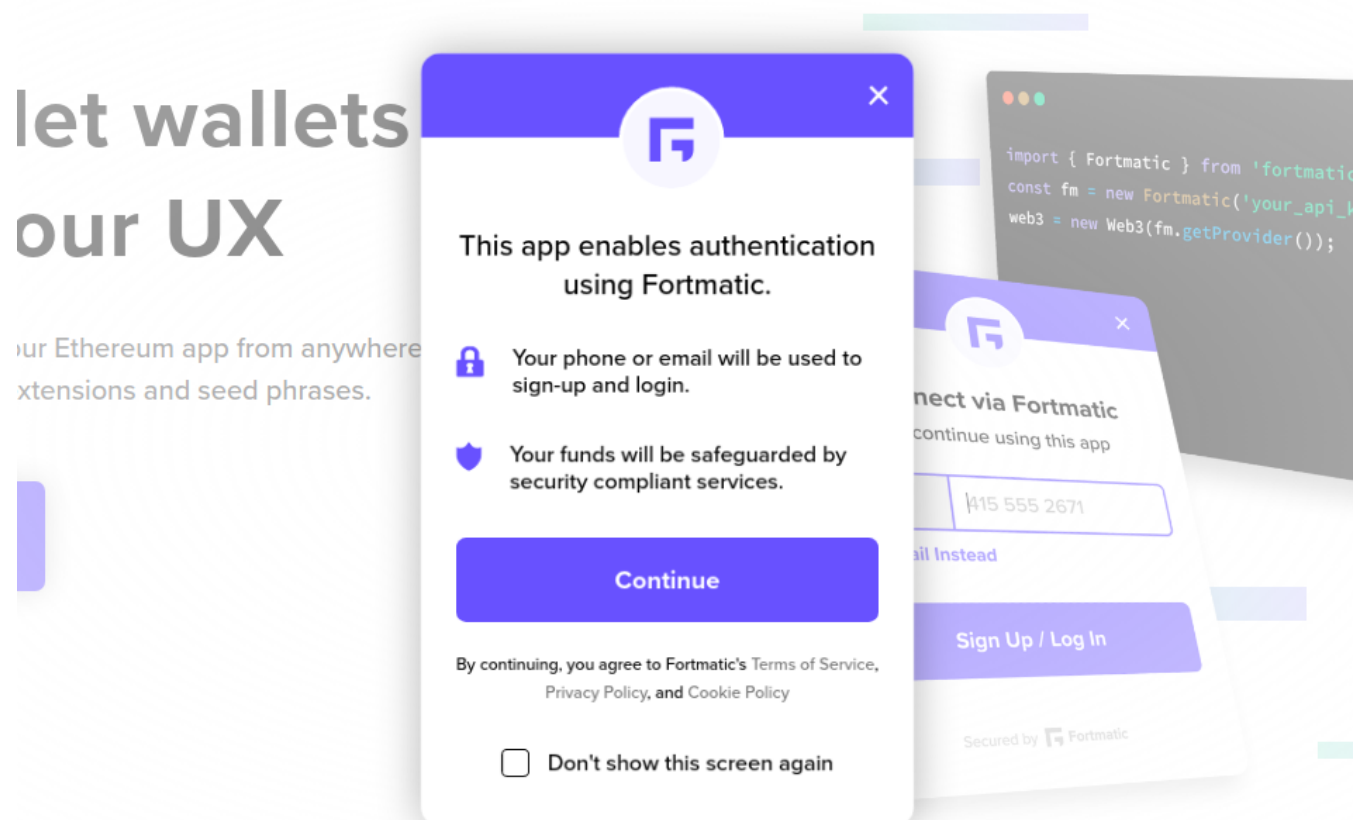 let wallets
our UX
ur Ethereum app from anywhere
xtensions and seed phrases.
This app enables authentication
using Fortmatic.
Your phone or email will be used to
sign-up and login.
Your funds will be safeguarded by
security compliant services.
Continue
By continuing, you agree to Fortmatic's Terms of Service,
Privacy Policy, and Cookie Policy
Don't show this screen again
import { Fortmatic } from 'fortmatic
const fm = new Fortmatic('your_api_k
web3 = new Web3(fm.getProvider());
nect via Fortmatic
continue using this app
415 555 2671
ail Instead
Sign Up / Log In
Secured by Fortmatic